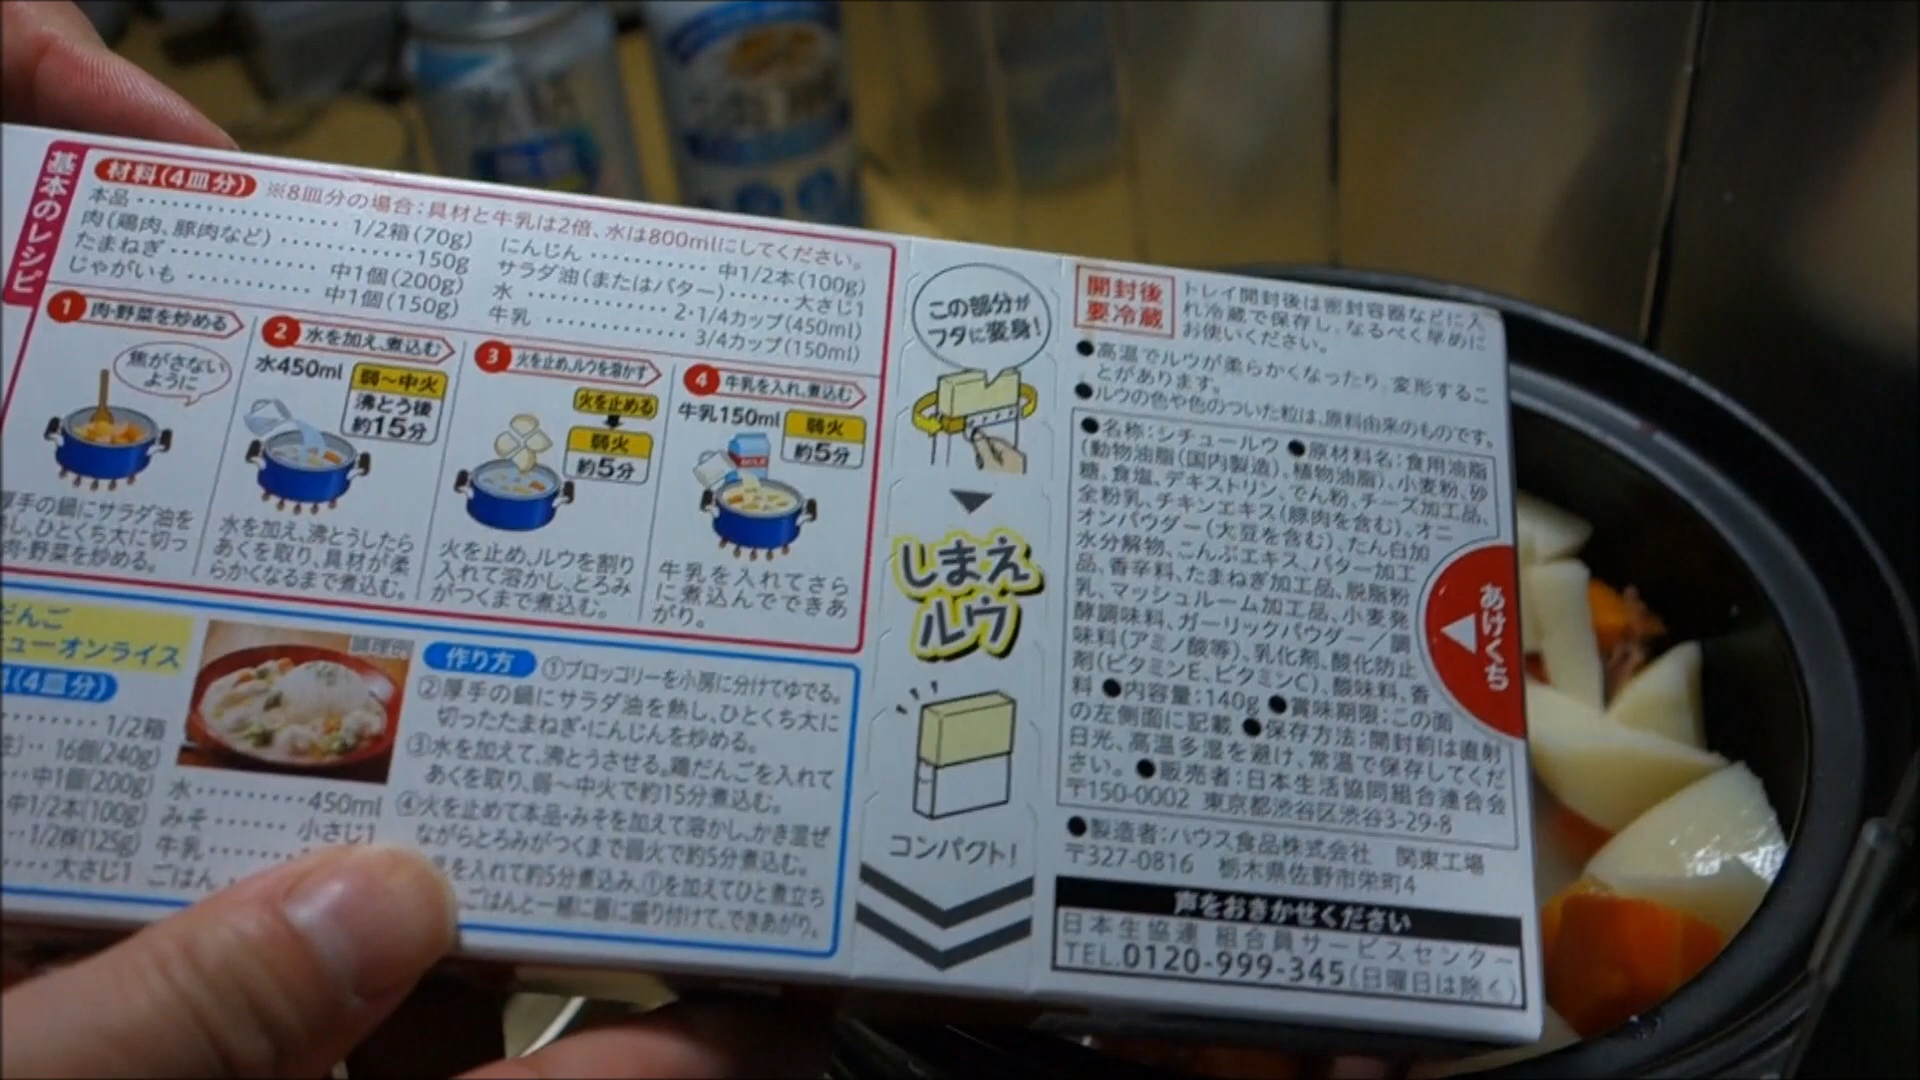 基本のレシピ
材料(4皿分) ※8皿分の場合:具材と牛乳は2倍、水は800mlにしてください。
本品 1/2箱(70g)
肉(鶏肉、豚肉など) 150g
たまねぎ 中1個(200g)
じゃがいも 中1個(150g)
にんじん 中1/2本(100g)
サラダ油(またはバター) 大さじ1
水 2・1/4カップ(450ml)
牛乳 3/4カップ(150ml)
1 肉・野菜を炒める
焦がさない
ように
厚手の鍋にサラダ油を
し、ひとくち大に切っ
肉・野菜を炒める。
2 水を加え、煮込む
水450ml
弱〜中火
沸とう後
約15分
水を加え、沸とうしたら
あくを取り、具材が柔
らかくなるまで煮込む。
3 火を止め、ルウを溶かす
火を止める
弱火
約5分
火を止め、ルウを割り
入れて溶かし、とろみ
がつくまで煮込む。
4 牛乳を入れ、煮込む
牛乳150ml
弱火
約5分
牛乳を入れてさら
に煮込んでできあ
がり。
だんご
ューオンライス
(4皿分)
1/2箱
16個(240g)
中1個(200g)
中1/2本(100g)
1/2株(125g)
大さじ1
水 450ml
みそ 小さじ1
牛乳
ごはん
調理例
作り方 ①ブロッコリーを小房に分けてゆでる。
②厚手の鍋にサラダ油を熱し、ひとくち大に
切ったたまねぎ・にんじんを炒める。
③水を加えて、沸とうさせる。鶏だんごを入れて
あくを取り、弱〜中火で約15分煮込む。
④火を止めて本品・みそを加えて溶かし、かき混ぜ
ながらとろみがつくまで弱火で約5分煮込む。
を入れて約5分煮込み、①を加えてひと煮立ち
ごはんと一緒に器に盛り付けて、できあがり。
この部分が
フタに変身!
しまえ
ルウ
コンパクト!
開封後
要冷蔵
トレイ開封後は密封容器などに入
れ冷蔵で保存し、なるべく早めに
お使いください。
●高温でルウが柔らかくなったり、変形するこ
とがあります。
●ルウの色や色のついた粒は、原料由来のものです。
●名称:シチュールウ ●原材料名:食用油脂
(動物油脂(国内製造)、植物油脂)、小麦粉、砂
糖、食塩、デキストリン、でん粉、チーズ加工品、
全粉乳、チキンエキス(豚肉を含む)、オニ
オンパウダー(大豆を含む)、たん白加
水分解物、こんぶエキス、バター加工
品、香辛料、たまねぎ加工品、脱脂粉
乳、マッシュルーム加工品、小麦発
酵調味料、ガーリックパウダー/調
味料(アミノ酸等)、乳化剤、酸化防止
剤(ビタミンE、ビタミンC)、酸味料、香
料 ●内容量:140g ●賞味期限:この面
の左側面に記載 ●保存方法:開封前は直射
日光、高温多湿を避け、常温で保存してくだ
さい。 ●販売者:日本生活協同組合連合会
〒150-0002 東京都渋谷区渋谷3-29-8
●製造者:ハウス食品株式会社 関東工場
〒327-0816 栃木県佐野市栄町4
声をおきかせください
日本生協連 組合員サービスセンター
TEL.0120-999-345(日曜日は除く)
あけくち